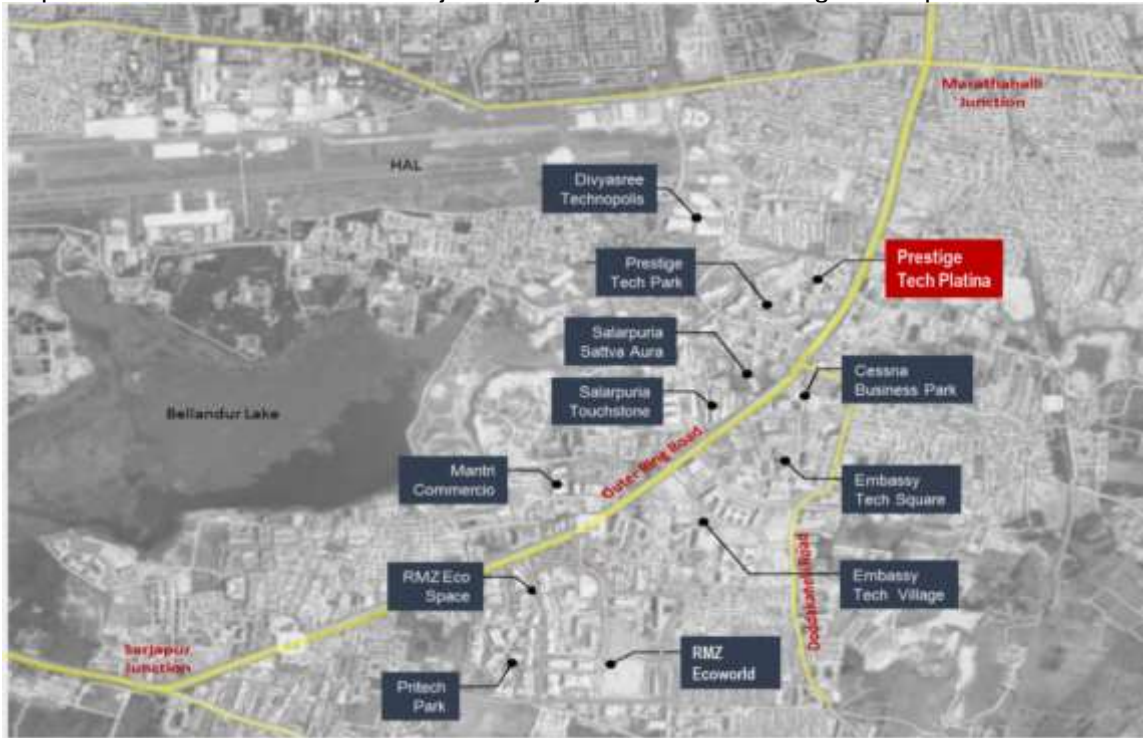 Marathahalli
Junction
HAL
Divyasree
Technopolis
Prestige
Tech Park
Prestige
Tech Platina
Salarpuria
Sattva Aura
Cessna
Business Park
Salarpuria
Touchstone
Bellandur Lake
Outer Ring Road
Mantri
Commercio
Embassy
Tech Square
RMZ Eco
Space
Embassy
Tech Village
Doddakaneli Road
Sarjapur
Junction
RMZ
Ecoworld
Pritech
Park